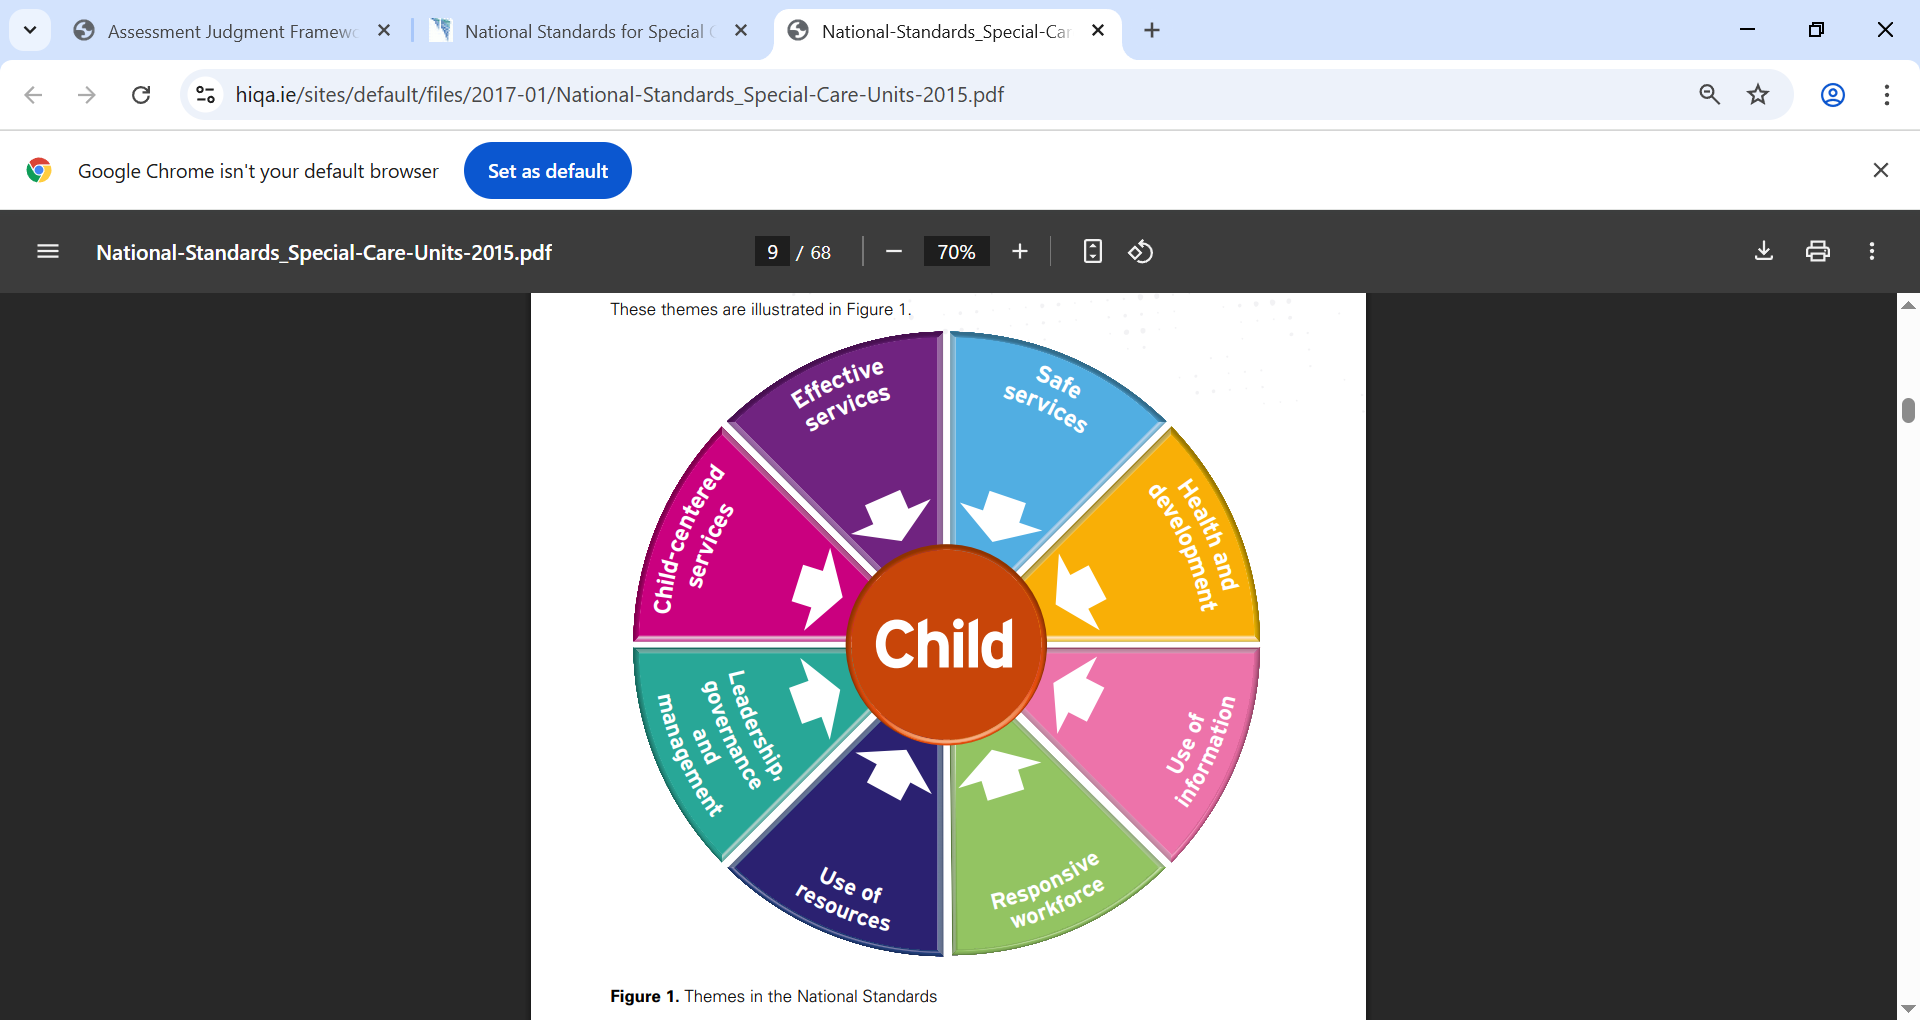 Assessment Judgment Framewo
National Standards for Special C
National-Standards_Special-Car
hiqa.ie/sites/default/files/2017-01/National-Standards_Special-Care-Units-2015.pdf
Google Chrome isn't your default browser
Set as default
National-Standards_Special-Care-Units-2015.pdf
9 / 68
70%
These themes are illustrated in Figure 1.
Effective
services
Safe
services
Child-centered
services
Health and
development
Child
Leadership,
governance
and
management
Use of
information
Use of
resources
Responsive
workforce
Figure 1. Themes in the National Standards